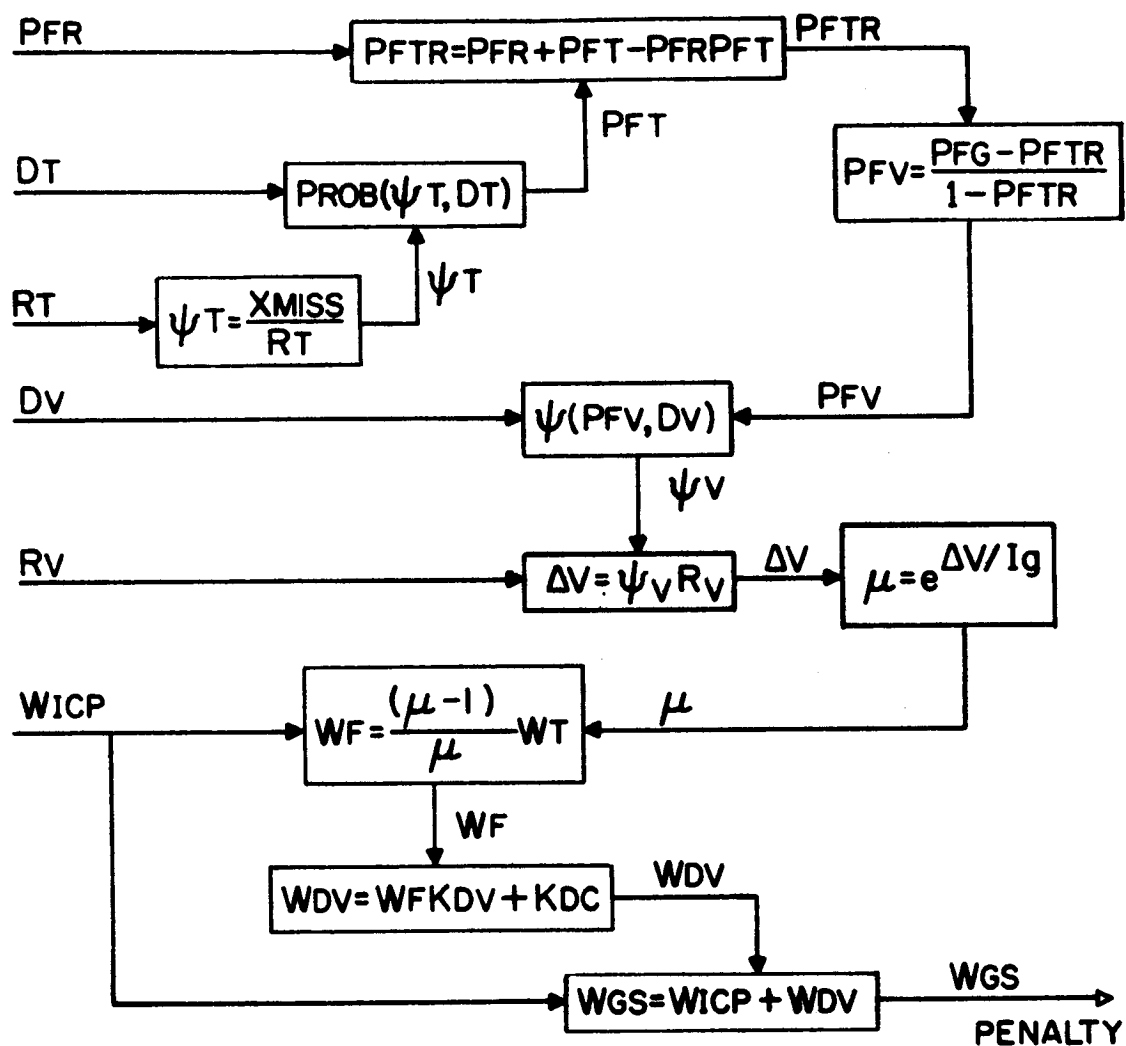 PFR
PFTR=PFR+PFT-PFRPFT
PFTR
PFT
DT
PROB(ψT,DT)
PFV=PFG-PFTR/1-PFTR
ψT
RT
ψT=XMISS/RT
DV
ψ(PFV,DV)
PFV
ψV
RV
ΔV=ψVRV
ΔV
μ=e^ΔV/Ig
WICP
WF=(μ-1)/μ WT
μ
WF
WDV=WFKDV+KDC
WDV
WGS=WICP+WDV
WGS
PENALTY